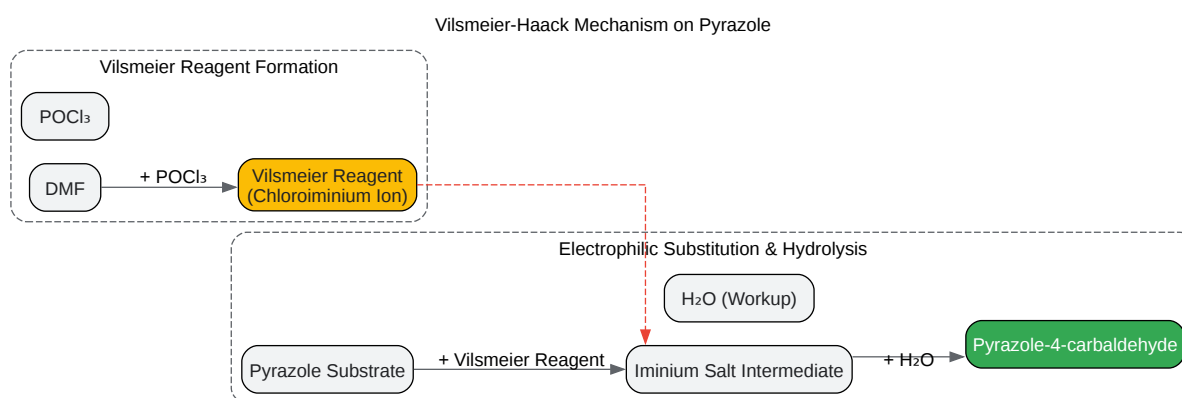 Vilsmeier-Haack Mechanism on Pyrazole
Vilsmeier Reagent Formation
POCl₃
DMF
+ POCl₃
Vilsmeier Reagent
(Chloroiminium Ion)
Electrophilic Substitution & Hydrolysis
H₂O (Workup)
Pyrazole Substrate
+ Vilsmeier Reagent
Iminium Salt Intermediate
+ H₂O
Pyrazole-4-carbaldehyde